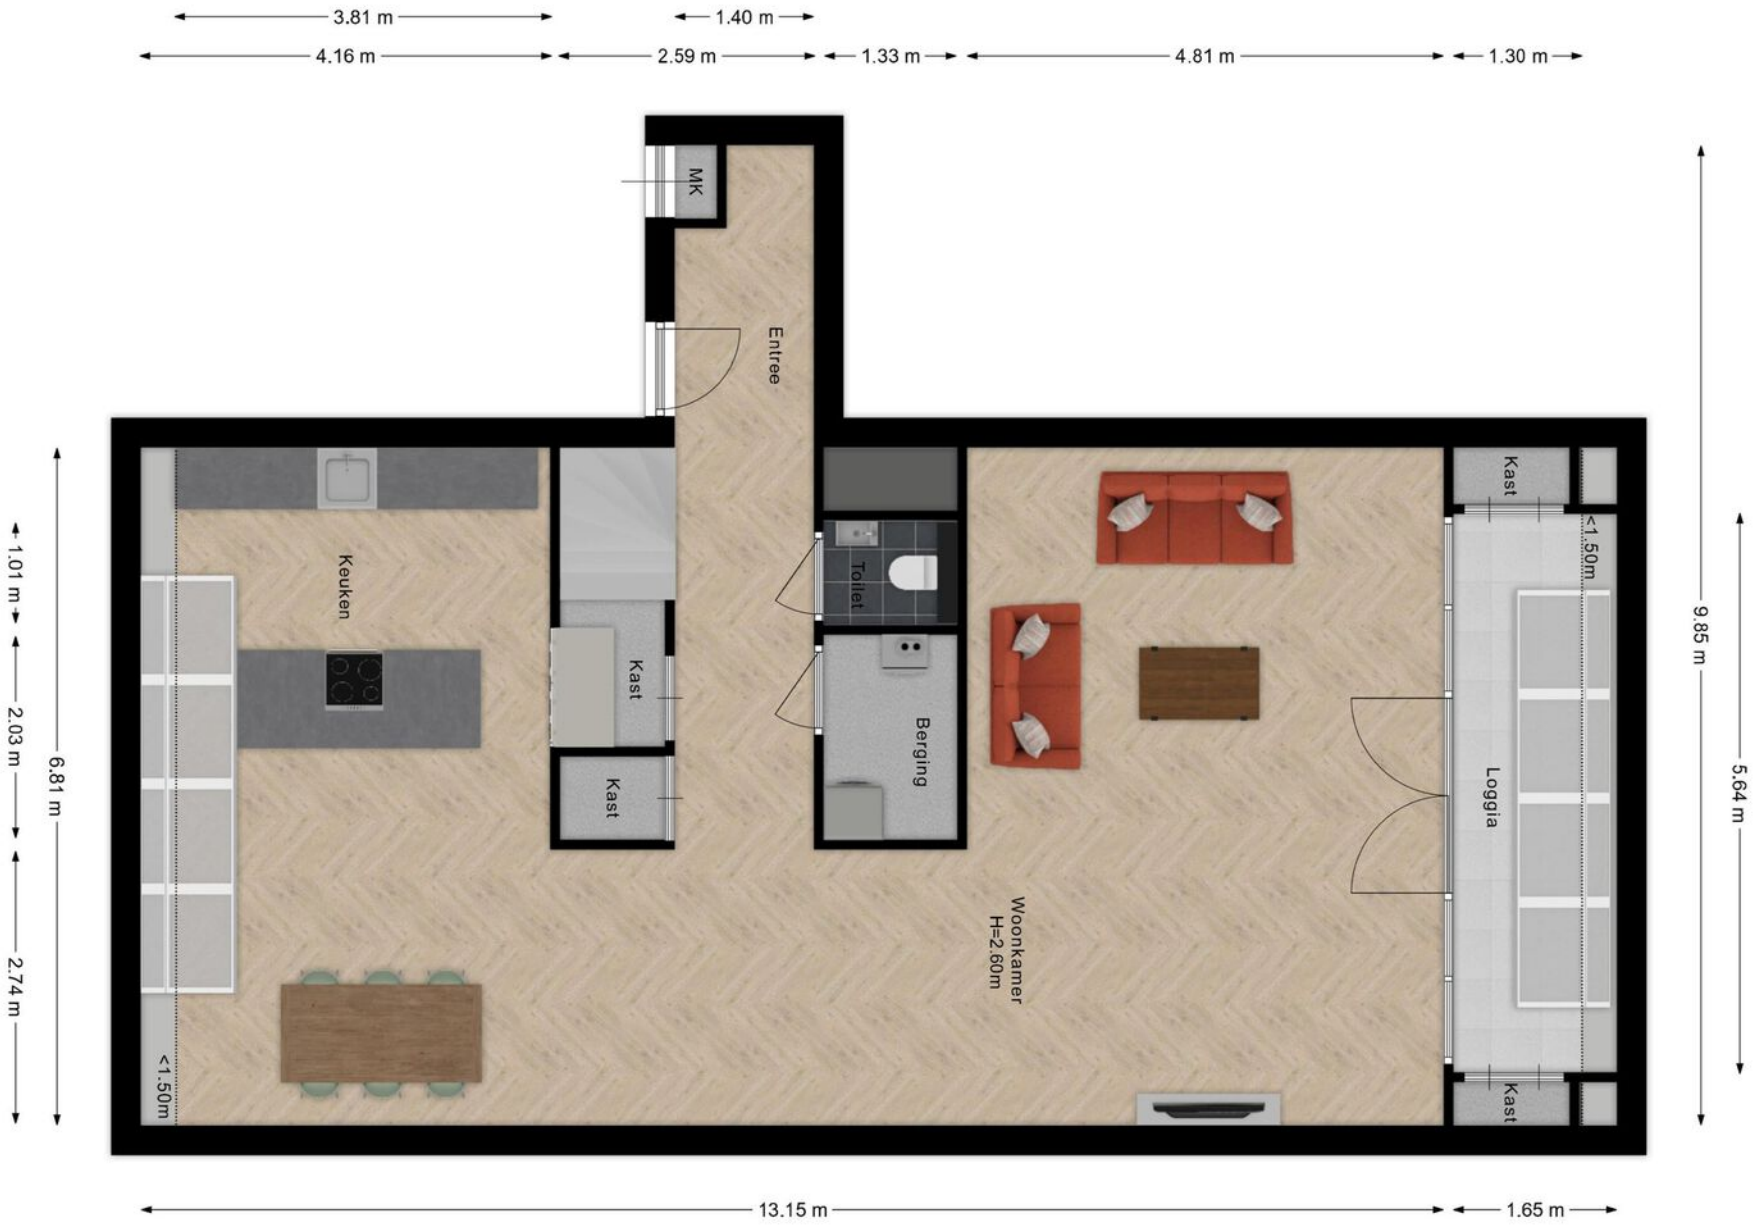 3.81 m
1.40 m
4.16 m
2.59 m
1.33 m
4.81 m
1.30 m
MK
Entree
Kast
<1.50m
Keuken
Toilet
1.01 m
9.85 m
Kast
2.03 m
Berging
6.81 m
Kast
Loggia
5.64 m
Woonkamer
H=2.60m
2.74 m
<1.50m
Kast
13.15 m
1.65 m